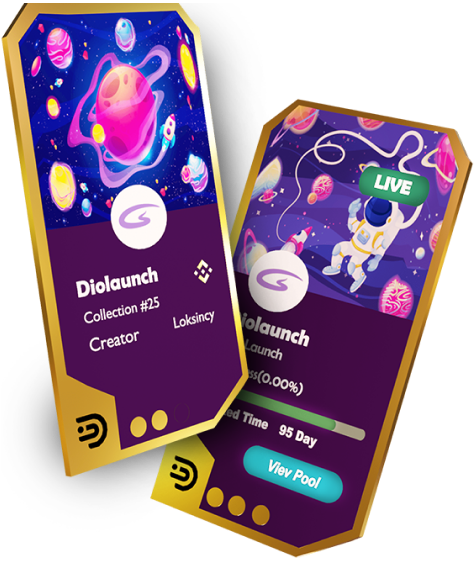 Diolaunch
Collection #25
Creator
Loksincy
LIVE
iolaunch
Launch
ss(0.00%)
ed Time 95 Day
Viev Pool